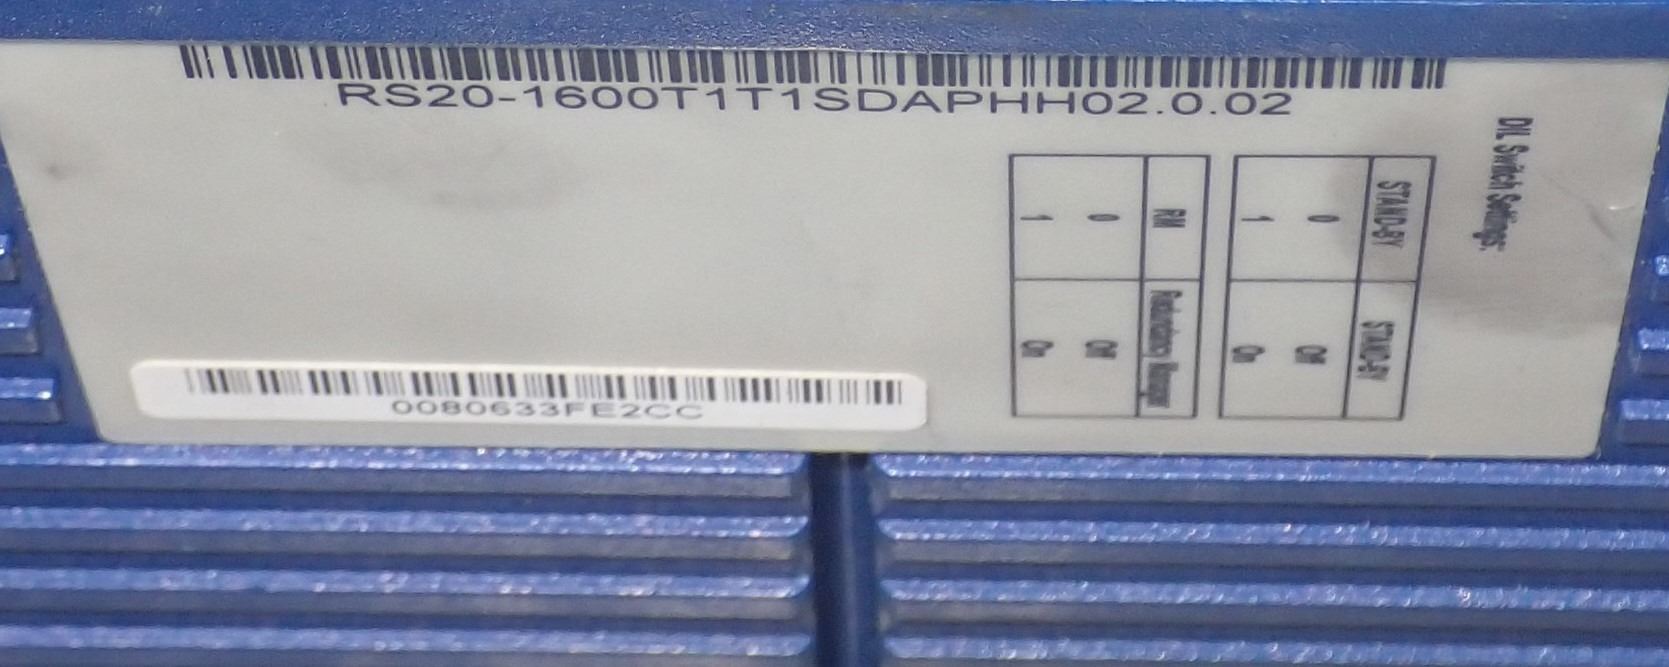 RS20-1600T1T1SDAPHH02.0.02
DIL Switch Settings:
STAND-BY STAND-BY
0 Off
1 On
RM Redundancy Manager
0 Off
1 On
0080633FE2CC